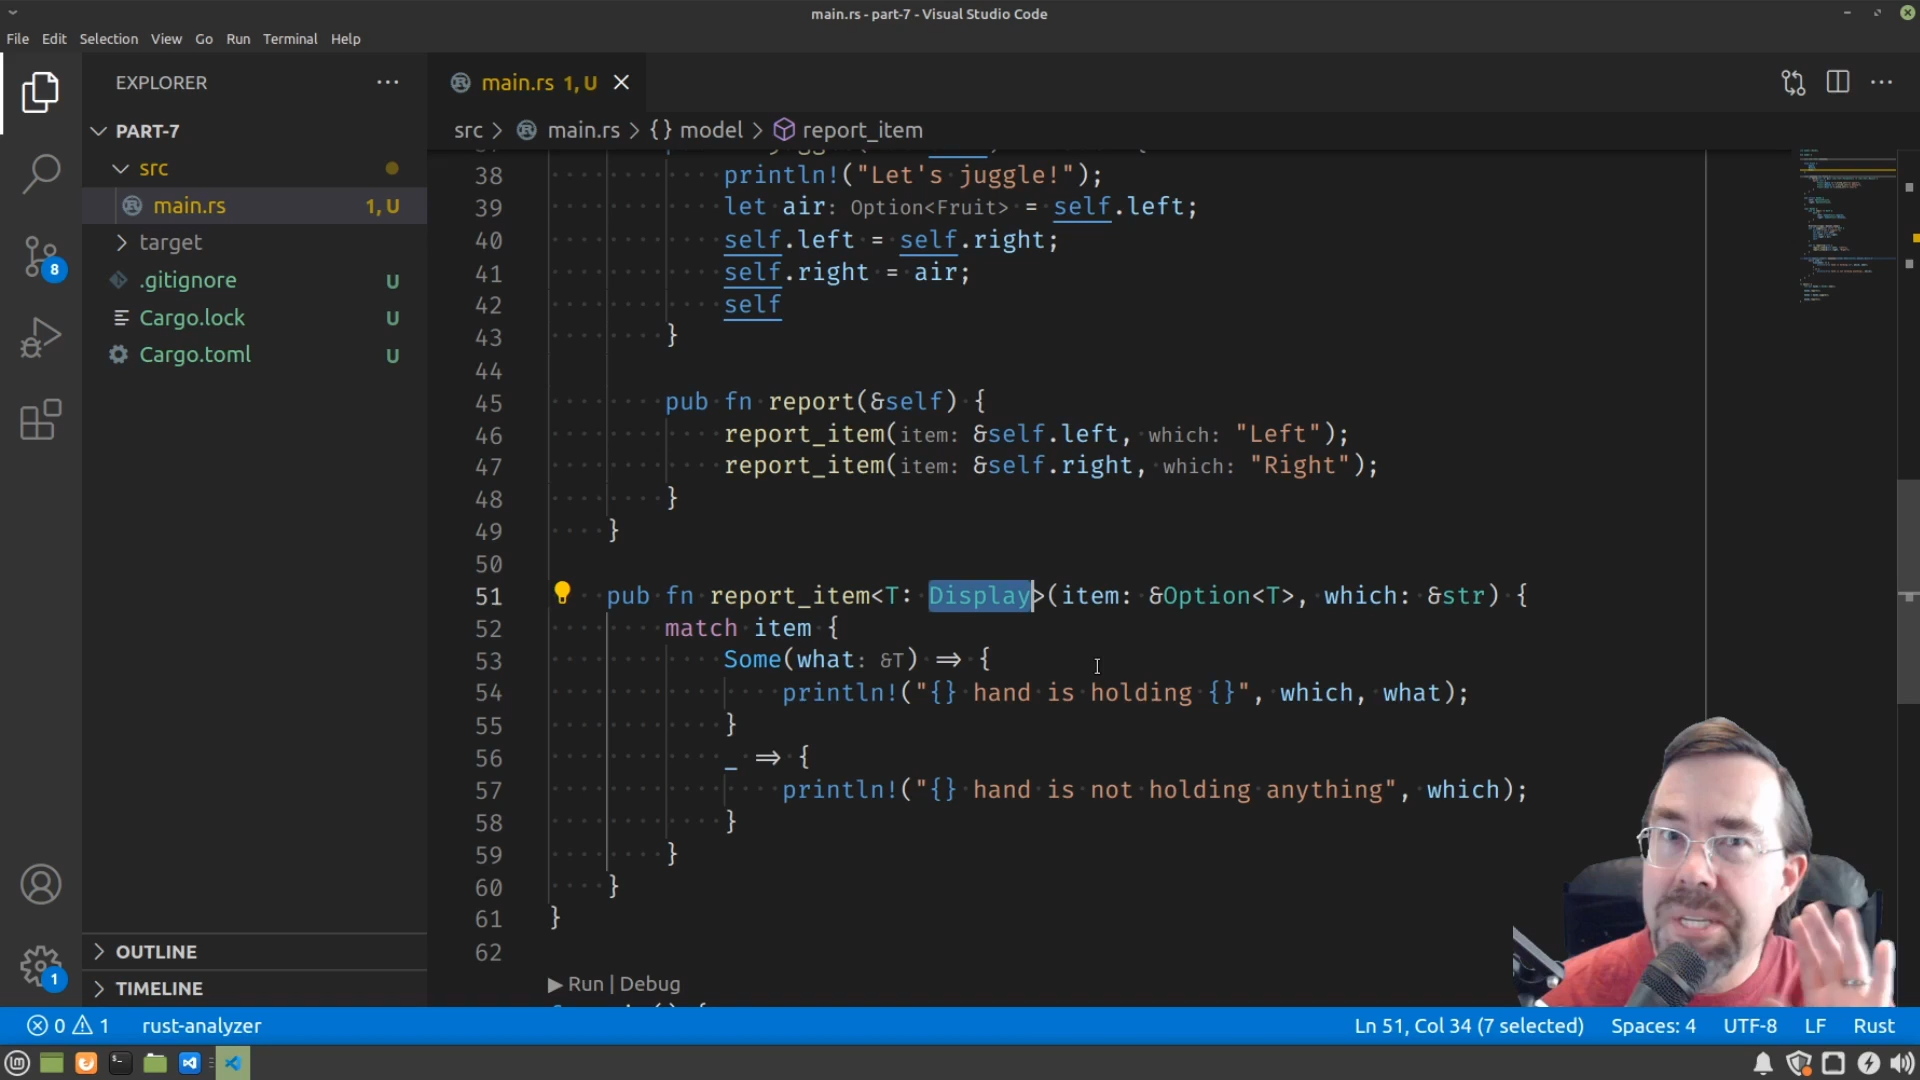 main.rs - part-7 - Visual Studio Code
File Edit Selection View Go Run Terminal Help
EXPLORER
main.rs 1, U
PART-7
src > main.rs > {} model > report_item
src
main.rs 1, U
target
.gitignore U
Cargo.lock U
Cargo.toml U
8
38 println!("Let's juggle!");
39 let air: Option<Fruit> = self.left;
40 self.left = self.right;
41 self.right = air;
42 self
43 }
44
45 pub fn report(&self) {
46 report_item(item: &self.left, which: "Left");
47 report_item(item: &self.right, which: "Right");
48 }
49 }
50
51 pub fn report_item<T: Display>(item: &Option<T>, which: &str) {
52 match item {
53 Some(what: &T) => {
54 println!("{} hand is holding {}", which, what);
55 }
56 _ => {
57 println!("{} hand is not holding anything", which);
58 }
59 }
60 }
61 }
62
▶ Run | Debug
OUTLINE
TIMELINE
1
0 1 rust-analyzer Ln 51, Col 34 (7 selected) Spaces: 4 UTF-8 LF Rust